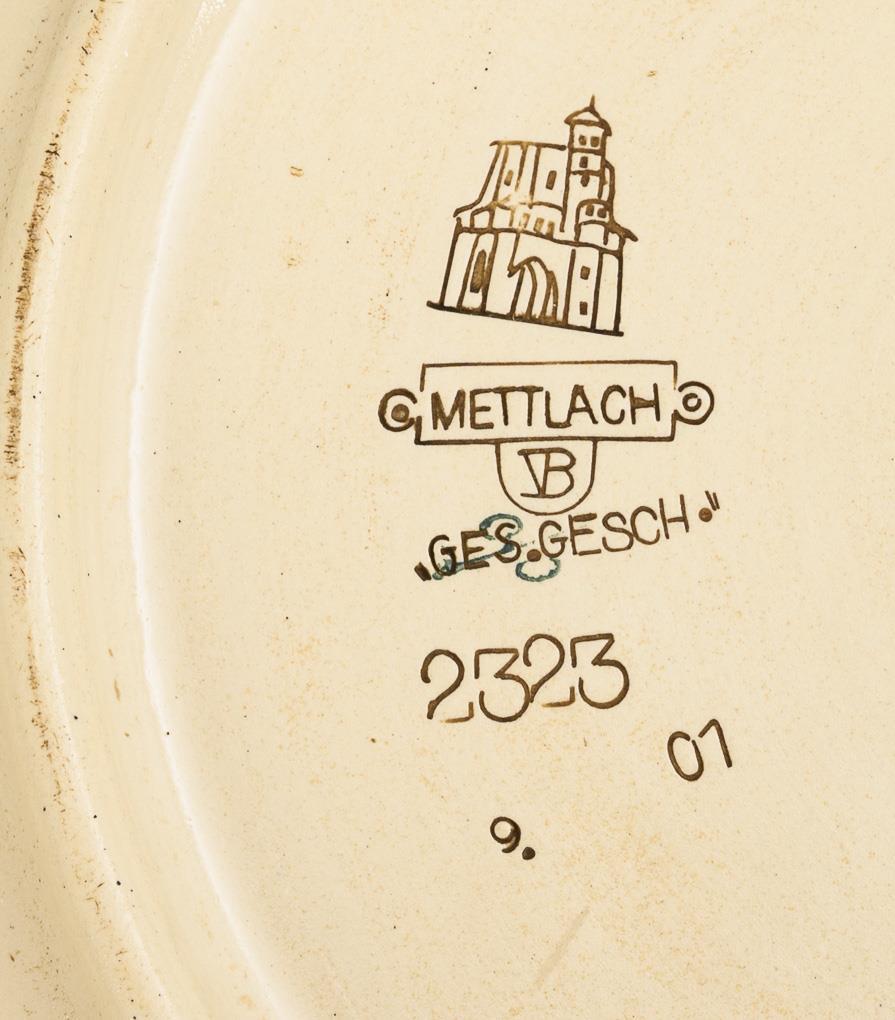 METTLACH
VB
„GES.GESCH."
2323
01
9.